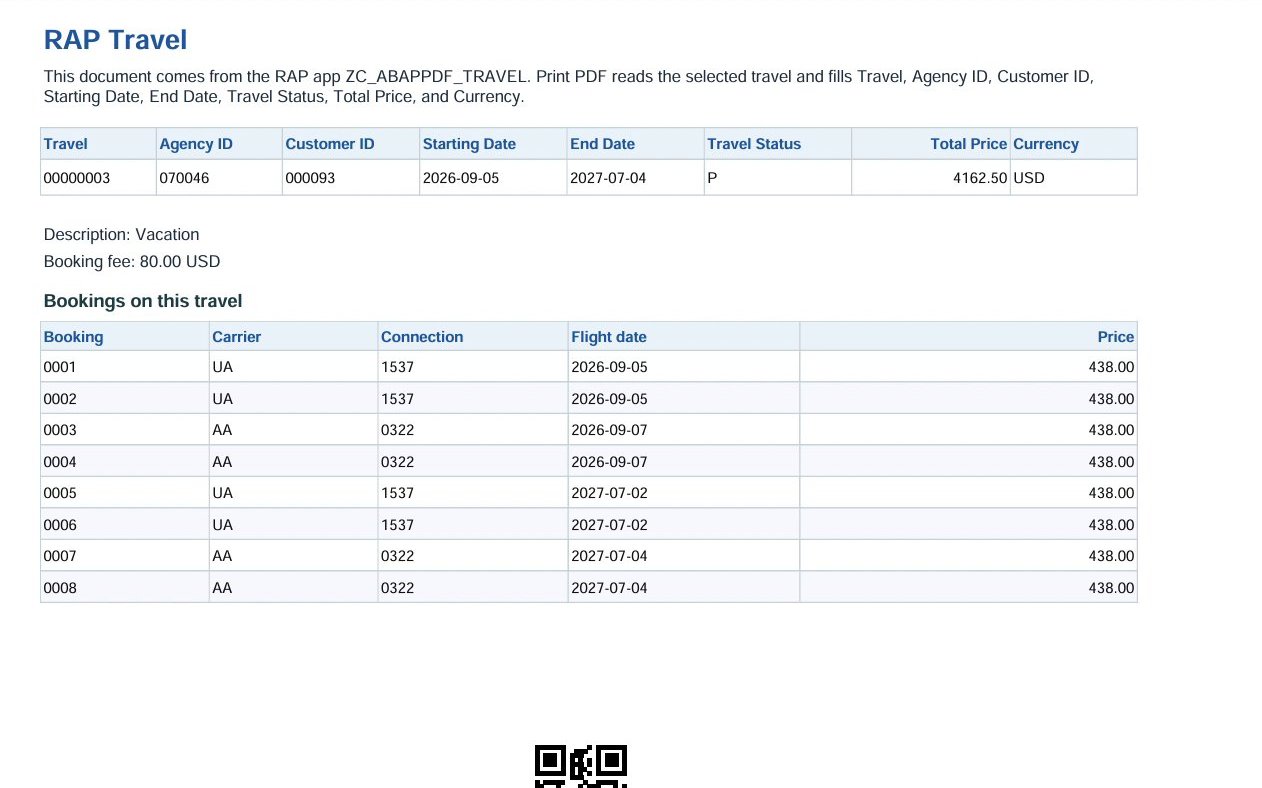 RAP Travel
This document comes from the RAP app ZC_ABAPPDF_TRAVEL. Print PDF reads the selected travel and fills Travel, Agency ID, Customer ID,
Starting Date, End Date, Travel Status, Total Price, and Currency.
Travel Agency ID Customer ID Starting Date End Date Travel Status Total Price Currency
00000003 070046 000093 2026-09-05 2027-07-04 P 4162.50 USD
Description: Vacation
Booking fee: 80.00 USD
Bookings on this travel
Booking Carrier Connection Flight date Price
0001 UA 1537 2026-09-05 438.00
0002 UA 1537 2026-09-05 438.00
0003 AA 0322 2026-09-07 438.00
0004 AA 0322 2026-09-07 438.00
0005 UA 1537 2027-07-02 438.00
0006 UA 1537 2027-07-02 438.00
0007 AA 0322 2027-07-04 438.00
0008 AA 0322 2027-07-04 438.00